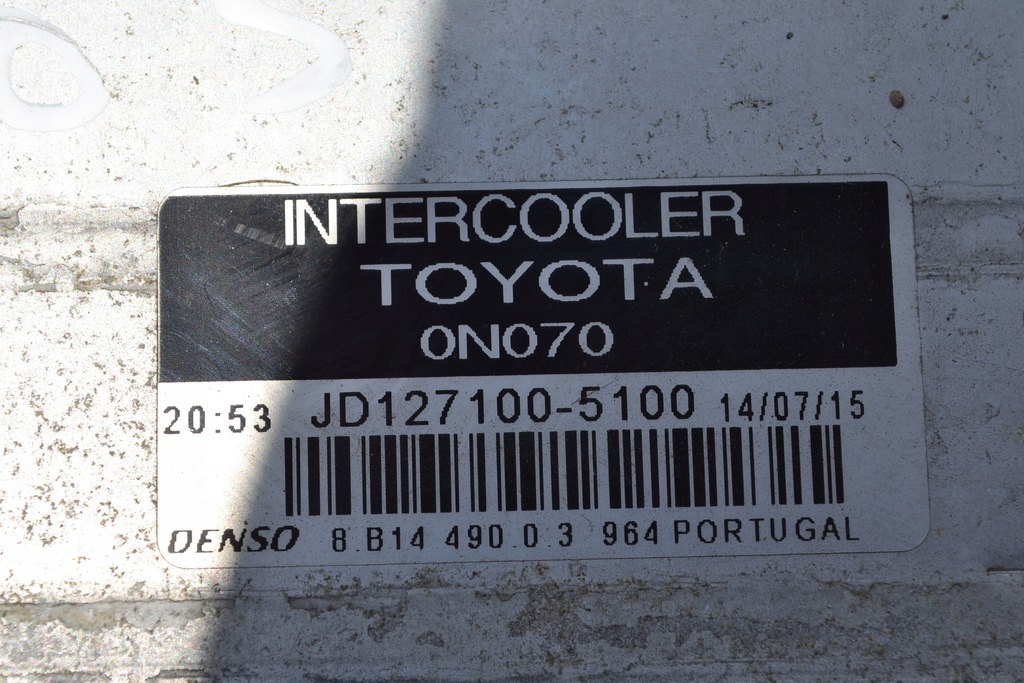 INTERCOOLER
TOYOTA
0N070
20:53 JD127100-5100 14/07/15
DENSO 8.B14 490.0.3 964 PORTUGAL